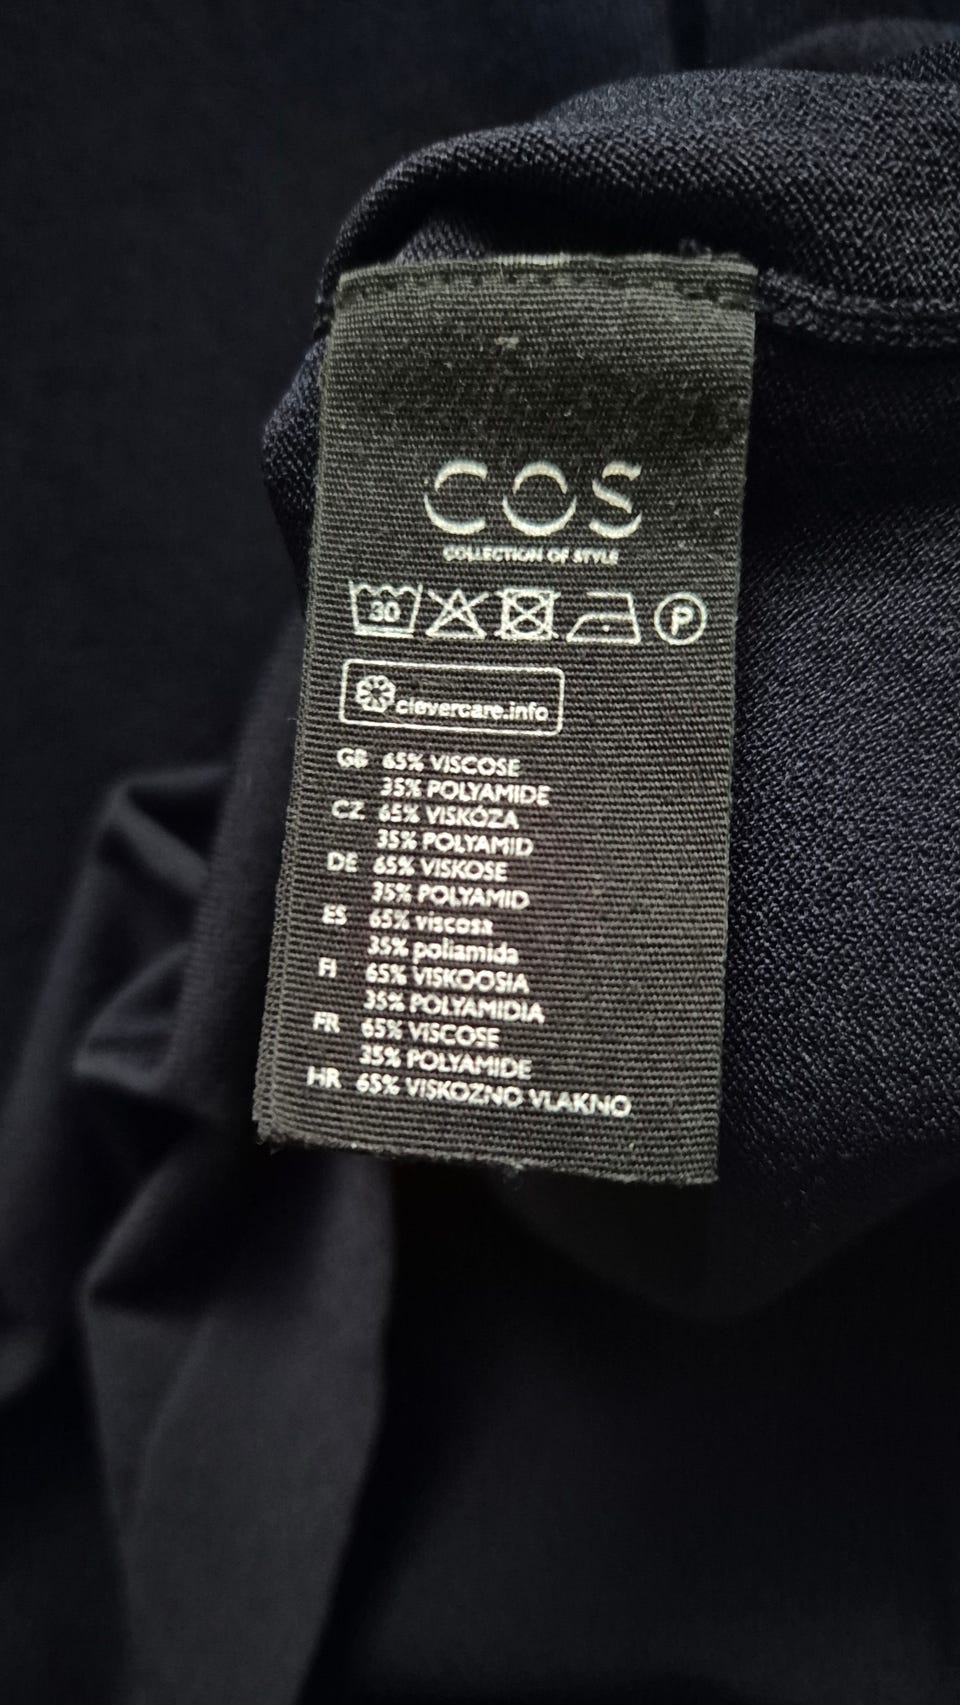 COS
COLLECTION OF STYLE
30 P
clevercare.info
GB 65% VISCOSE
35% POLYAMIDE
CZ 65% VISKÓZA
35% POLYAMID
DE 65% VISKOSE
35% POLYAMID
ES 65% viscosa
35% poliamida
FI 65% VISKOOSIA
35% POLYAMIDIA
FR 65% VISCOSE
35% POLYAMIDE
HR 65% VISKOZNO VLAKNO